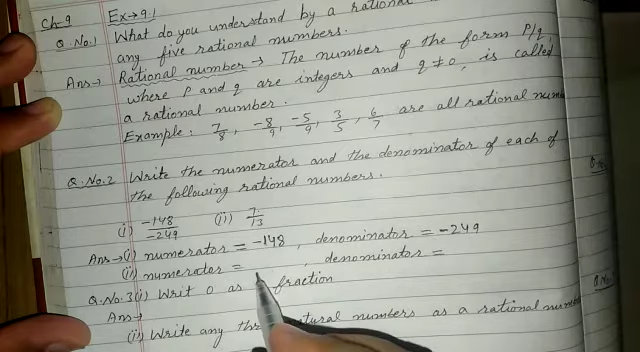 Ch-9 Ex→9.1
Q.No.1 What do you understand by a rational
any five rational numbers.
Ans→ Rational number→ The number of the form P/q,
where p and q are integers and q≠0, is called
a rational number.
Example: 7/8, -8/9, -5/9, 3/5, 6/7 are all rational num
Q.No.2 Write the numerator and the denominator of each of
the following rational numbers.
(i) -148/-249 (ii) 7/13
Ans→(i) numerator = -148, denominator = -249
(ii) numerator = , denominator =
Q.No.3(i) Writ 0 as fraction
Ans→
(ii) Write any natural numbers as a rational